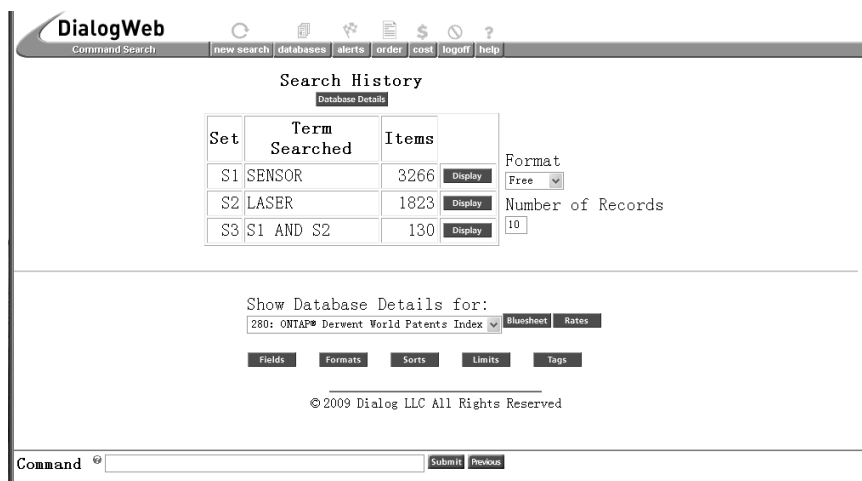 DialogWeb
Command Search
new search databases alerts order cost logoff help
Search History
Database Details
Set Term Searched Items
S1 SENSOR 3266 Display
S2 LASER 1823 Display
S3 S1 AND S2 130 Display
Format
Free
Number of Records
10
Show Database Details for:
280: ONTAP® Derwent World Patents Index Bluesheet Rates
Fields Formats Sorts Limits Tags
© 2009 Dialog LLC All Rights Reserved
Command Submit Previous